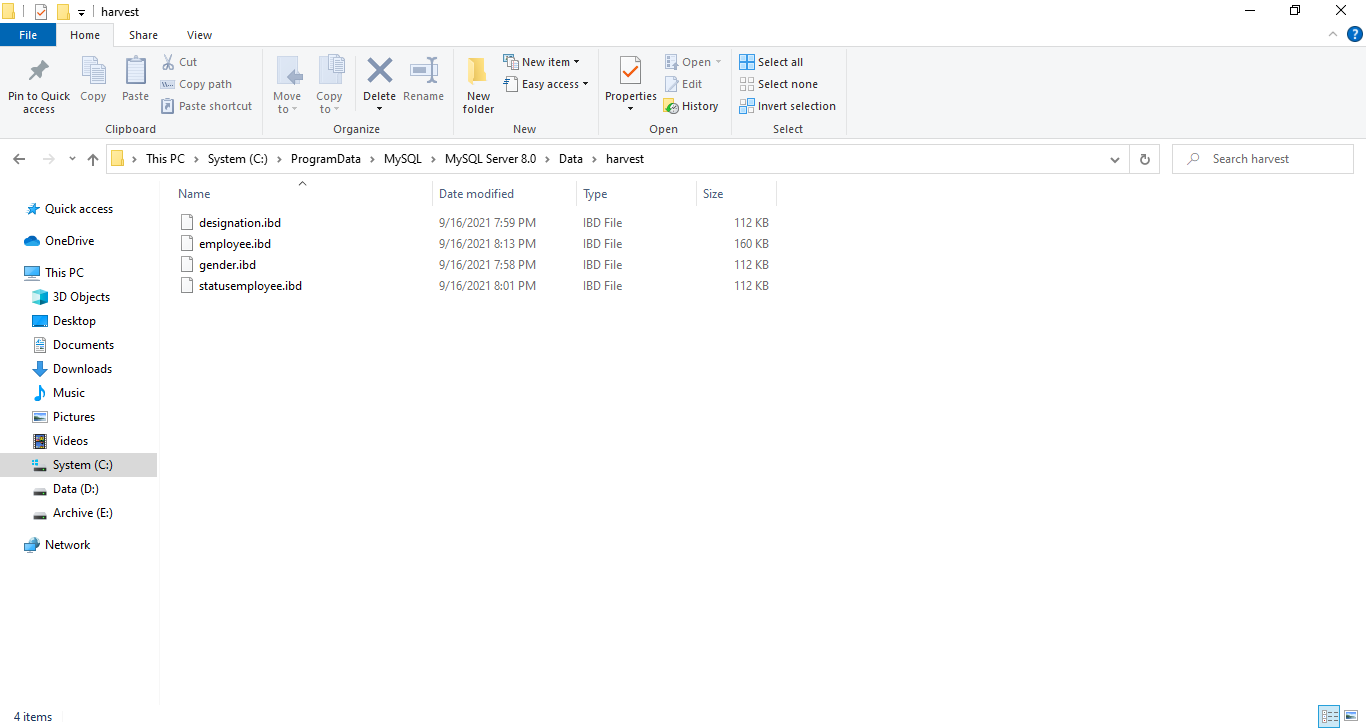 harvest
File Home Share View
Pin to Quick access
Copy
Paste
Cut
Copy path
Paste shortcut
Clipboard
Move to
Copy to
Delete
Rename
Organize
New folder
New item
Easy access
New
Properties
Open
Edit
History
Open
Select all
Select none
Invert selection
Select
This PC > System (C:) > ProgramData > MySQL > MySQL Server 8.0 > Data > harvest
Search harvest
Name Date modified Type Size
designation.ibd 9/16/2021 7:59 PM IBD File 112 KB
employee.ibd 9/16/2021 8:13 PM IBD File 160 KB
gender.ibd 9/16/2021 7:58 PM IBD File 112 KB
statusemployee.ibd 9/16/2021 8:01 PM IBD File 112 KB
Quick access
OneDrive
This PC
3D Objects
Desktop
Documents
Downloads
Music
Pictures
Videos
System (C:)
Data (D:)
Archive (E:)
Network
4 items